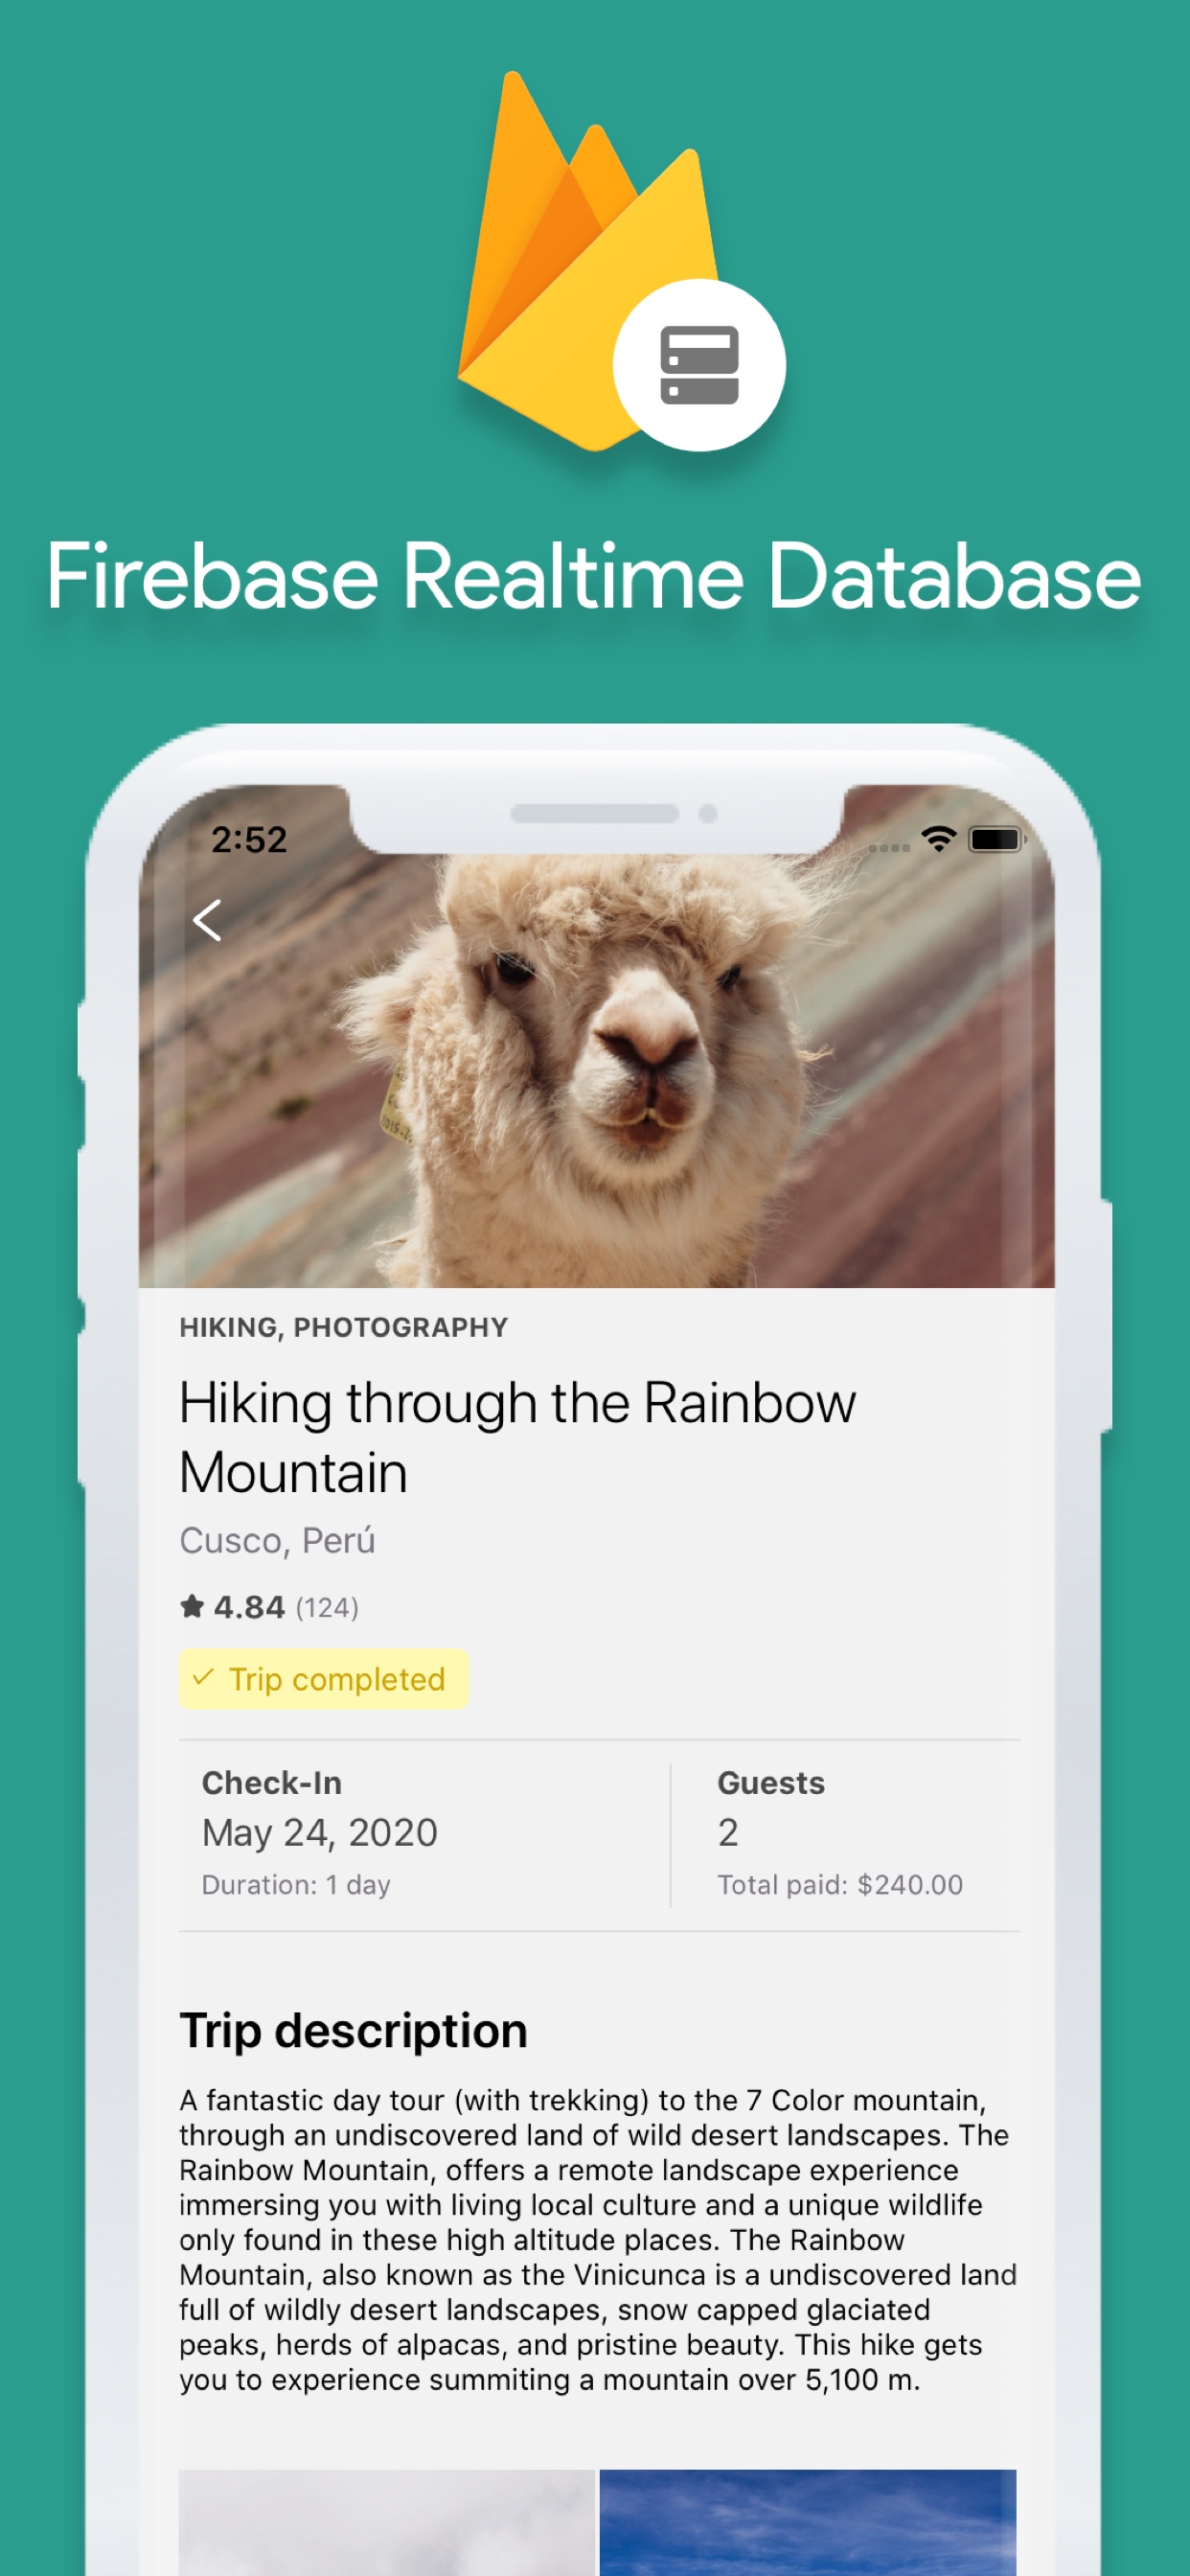 Firebase Realtime Database
2:52
HIKING, PHOTOGRAPHY
Hiking through the Rainbow
Mountain
Cusco, Perú
4.84 (124)
Trip completed
Check-In
Guests
May 24, 2020
2
Duration: 1 day
Total paid: $240.00
Trip description
A fantastic day tour (with trekking) to the 7 Color mountain,
through an undiscovered land of wild desert landscapes. The
Rainbow Mountain, offers a remote landscape experience
immersing you with living local culture and a unique wildlife
only found in these high altitude places. The Rainbow
Mountain, also known as the Vinicunca is a undiscovered land
full of wildly desert landscapes, snow capped glaciated
peaks, herds of alpacas, and pristine beauty. This hike gets
you to experience summiting a mountain over 5,100 m.